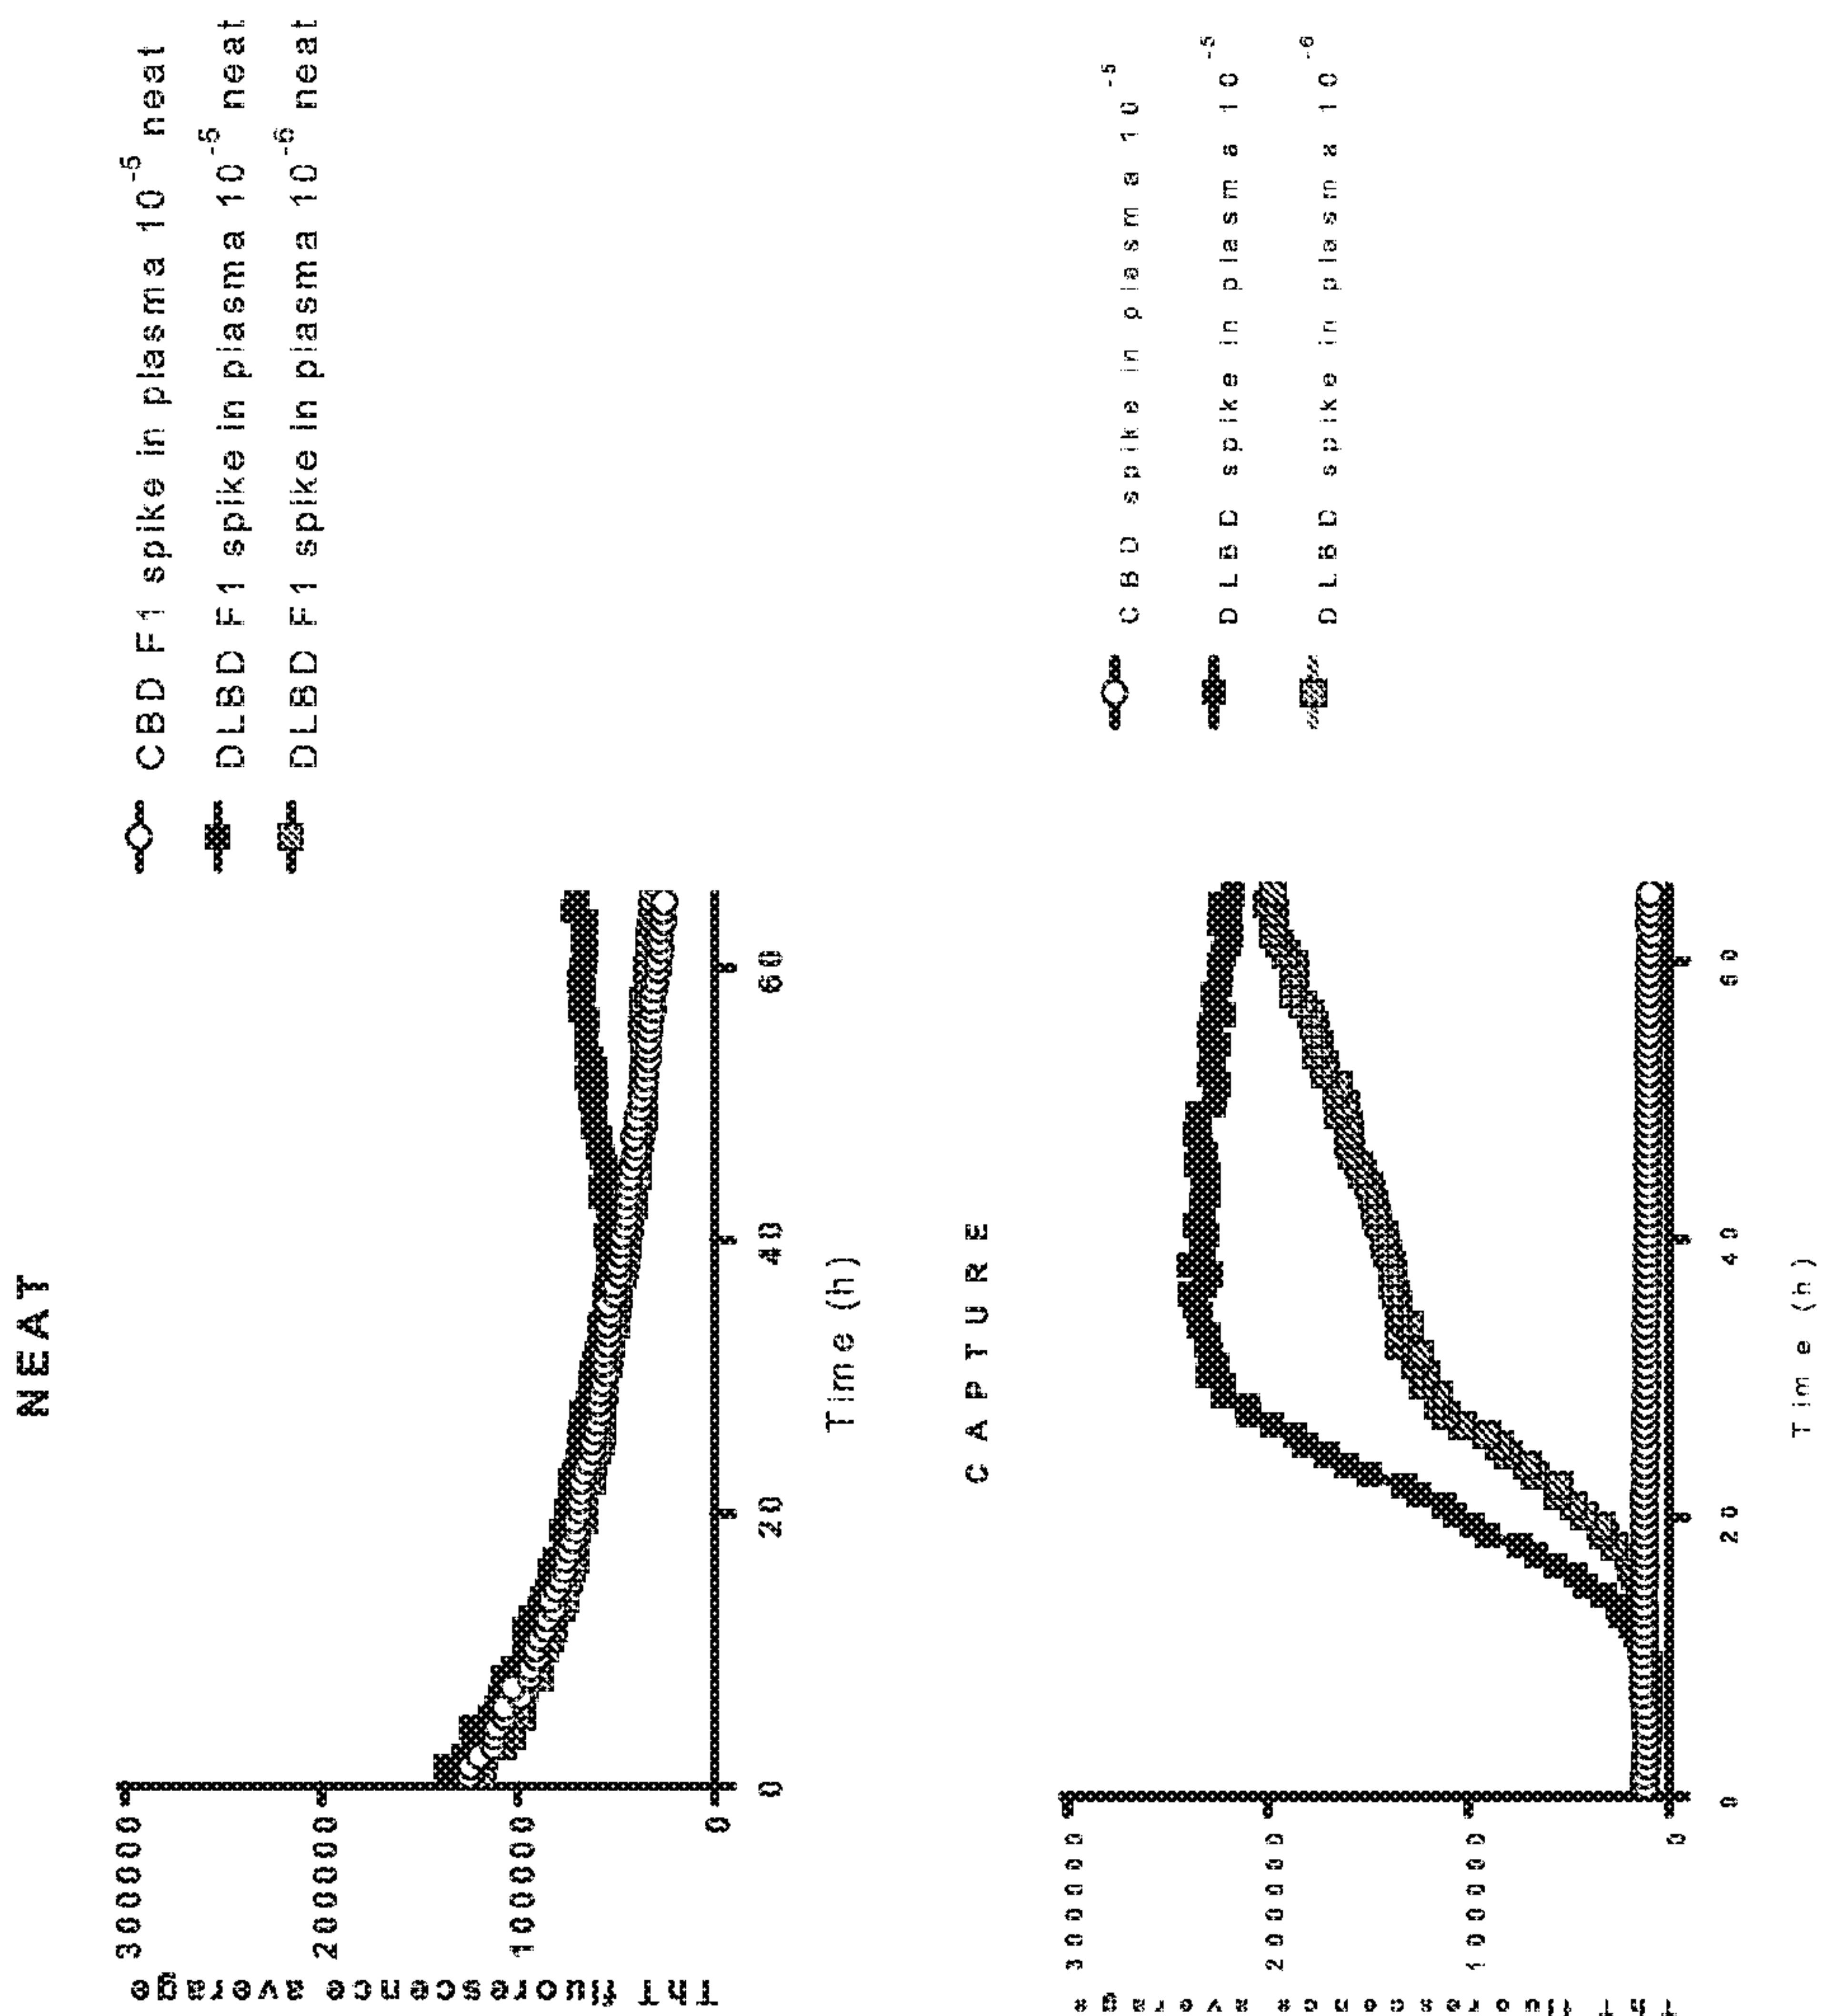 NEAT
CBD F1 spike in plasma 10-5 neat
DLBD F1 spike in plasma 10-5 neat
DLBD F1 spike in plasma 10-6 neat
ThT fluorescence average
300000
200000
100000
0
0
20
40
60
Time (h)
CAPTURE
CBD spike in plasma 10-5
DLBD spike in plasma 10-5
DLBD spike in plasma 10-6
300000
200000
100000
0
0
20
40
60
Time (h)